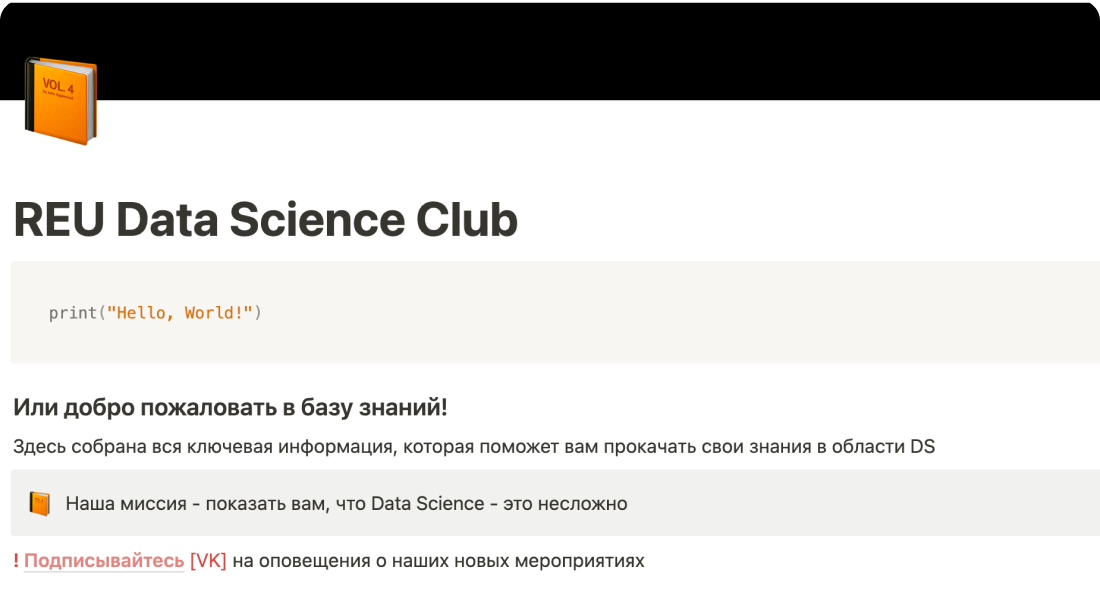 VOL. 4
REU Data Science Club
print("Hello, World!")
Или добро пожаловать в базу знаний!
Здесь собрана вся ключевая информация, которая поможет вам прокачать свои знания в области DS
Наша миссия - показать вам, что Data Science - это несложно
! Подписывайтесь [VK] на оповещения о наших новых мероприятиях